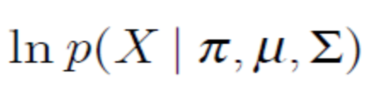 ln p(X | π, μ, Σ)